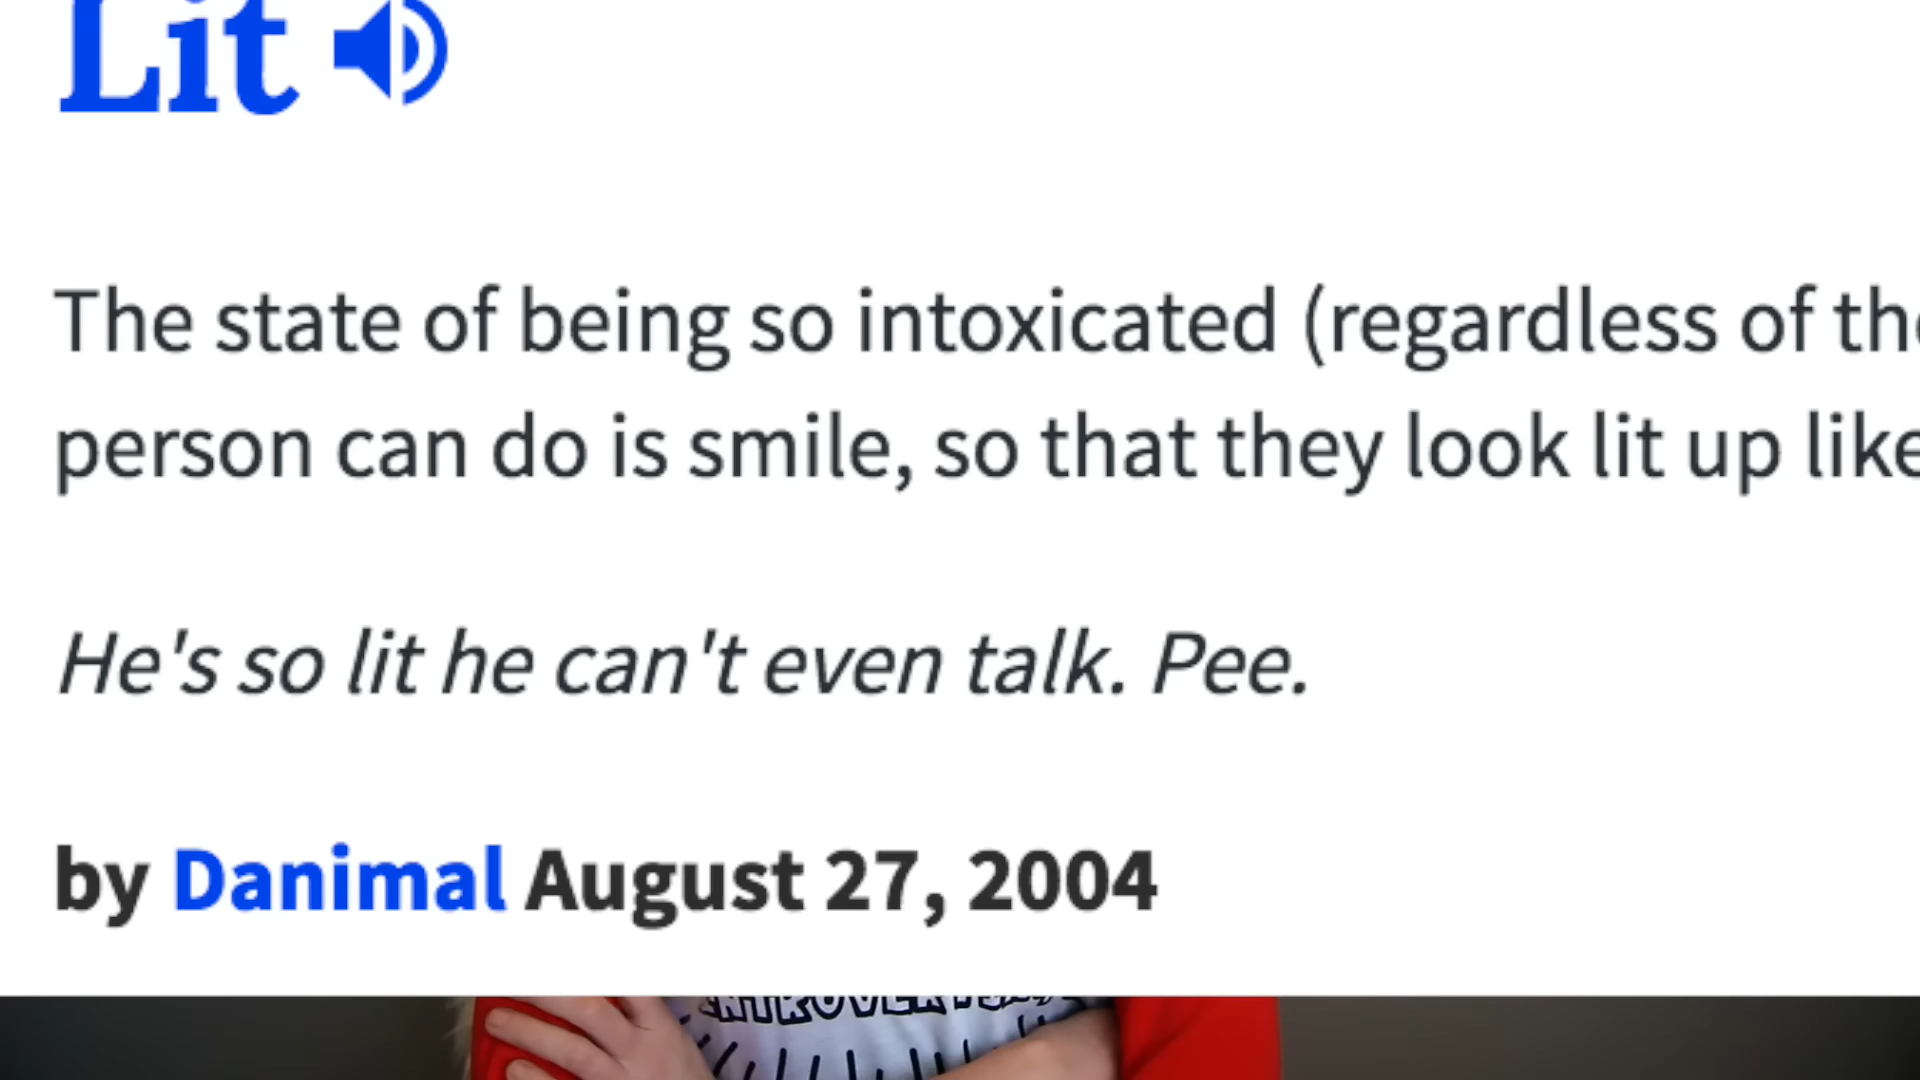 Lit
The state of being so intoxicated (regardless of the
person can do is smile, so that they look lit up like
He's so lit he can't even talk. Pee.
by Danimal August 27, 2004